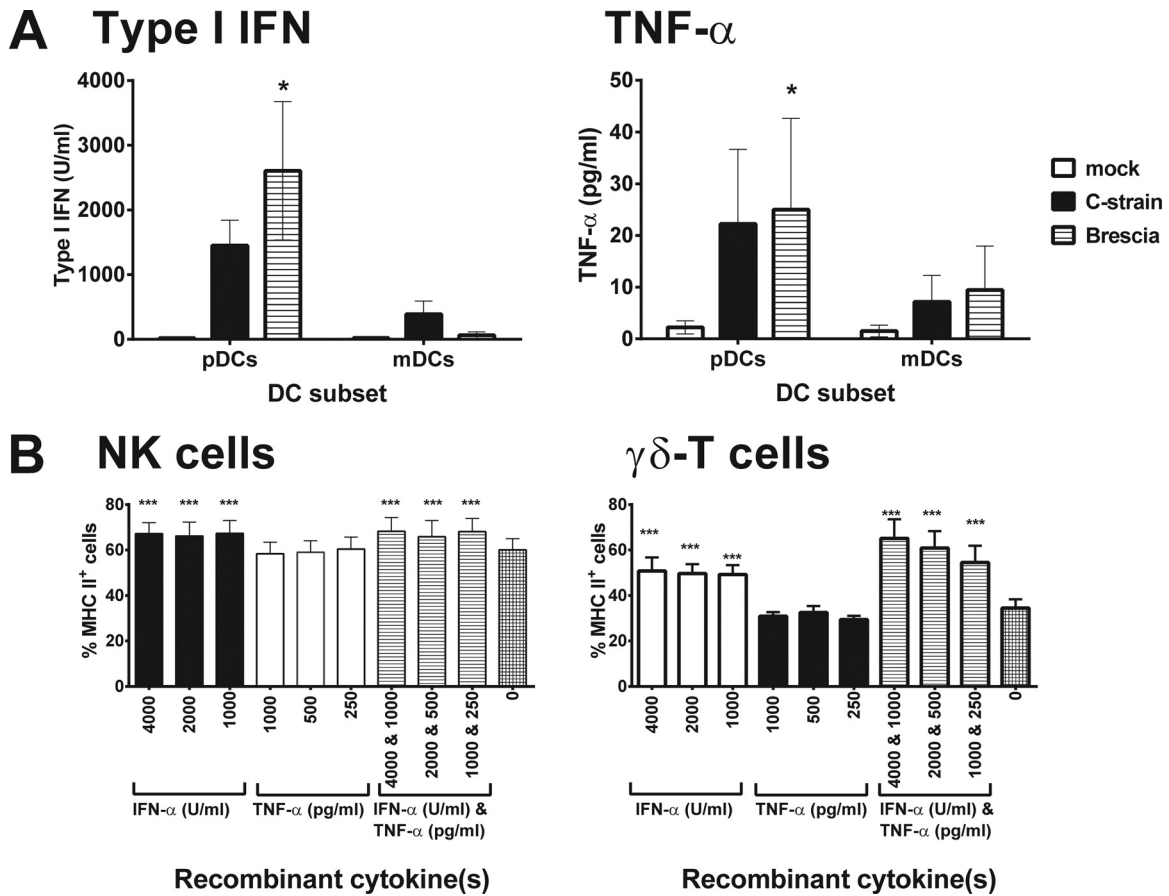 A Type I IFN
TNF-α
4000
3000
2000
1000
0
Type I IFN (U/ml)
*
pDCs mDCs
DC subset
50
40
30
20
10
0
TNF-α (pg/ml)
*
pDCs mDCs
DC subset
mock
C-strain
Brescia
B NK cells
γδ-T cells
80
60
40
20
0
% MHC II⁺ cells
*** *** *** *** *** ***
4000 2000 1000 1000 500 250 4000 & 1000 2000 & 500 1000 & 250 0
IFN-α (U/ml) TNF-α (pg/ml) IFN-α (U/ml) &
TNF-α (pg/ml)
Recombinant cytokine(s)
80
60
40
20
0
% MHC II⁺ cells
*** *** *** *** *** ***
4000 2000 1000 1000 500 250 4000 & 1000 2000 & 500 1000 & 250 0
IFN-α (U/ml) TNF-α (pg/ml) IFN-α (U/ml) &
TNF-α (pg/ml)
Recombinant cytokine(s)